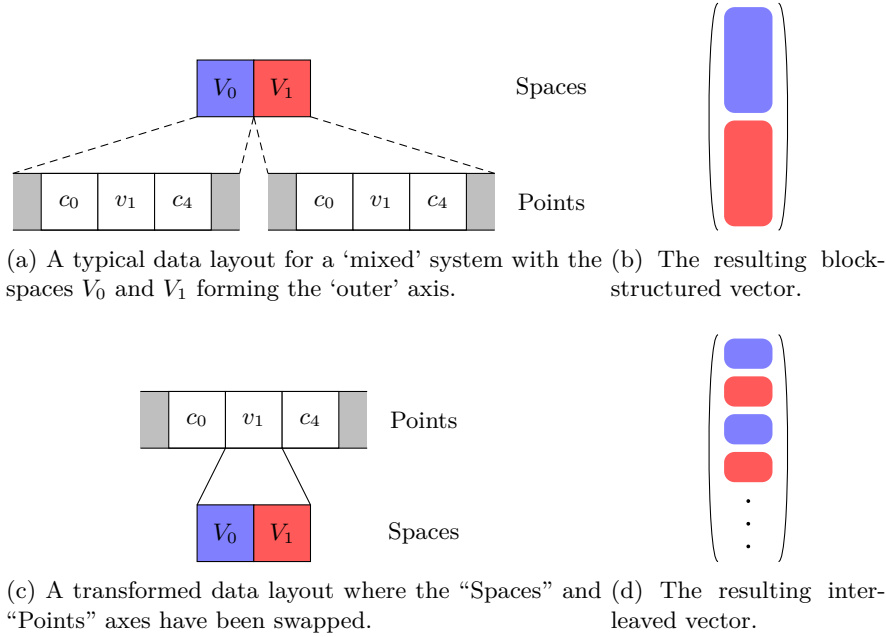 V₀ V₁ Spaces
c₀ v₁ c₄ c₀ v₁ c₄ Points
(a) A typical data layout for a ‘mixed’ system with the
spaces V₀ and V₁ forming the ‘outer’ axis.
(b) The resulting block-
structured vector.
c₀ v₁ c₄ Points
V₀ V₁ Spaces
(c) A transformed data layout where the “Spaces” and
“Points” axes have been swapped.
(d) The resulting inter-
leaved vector.